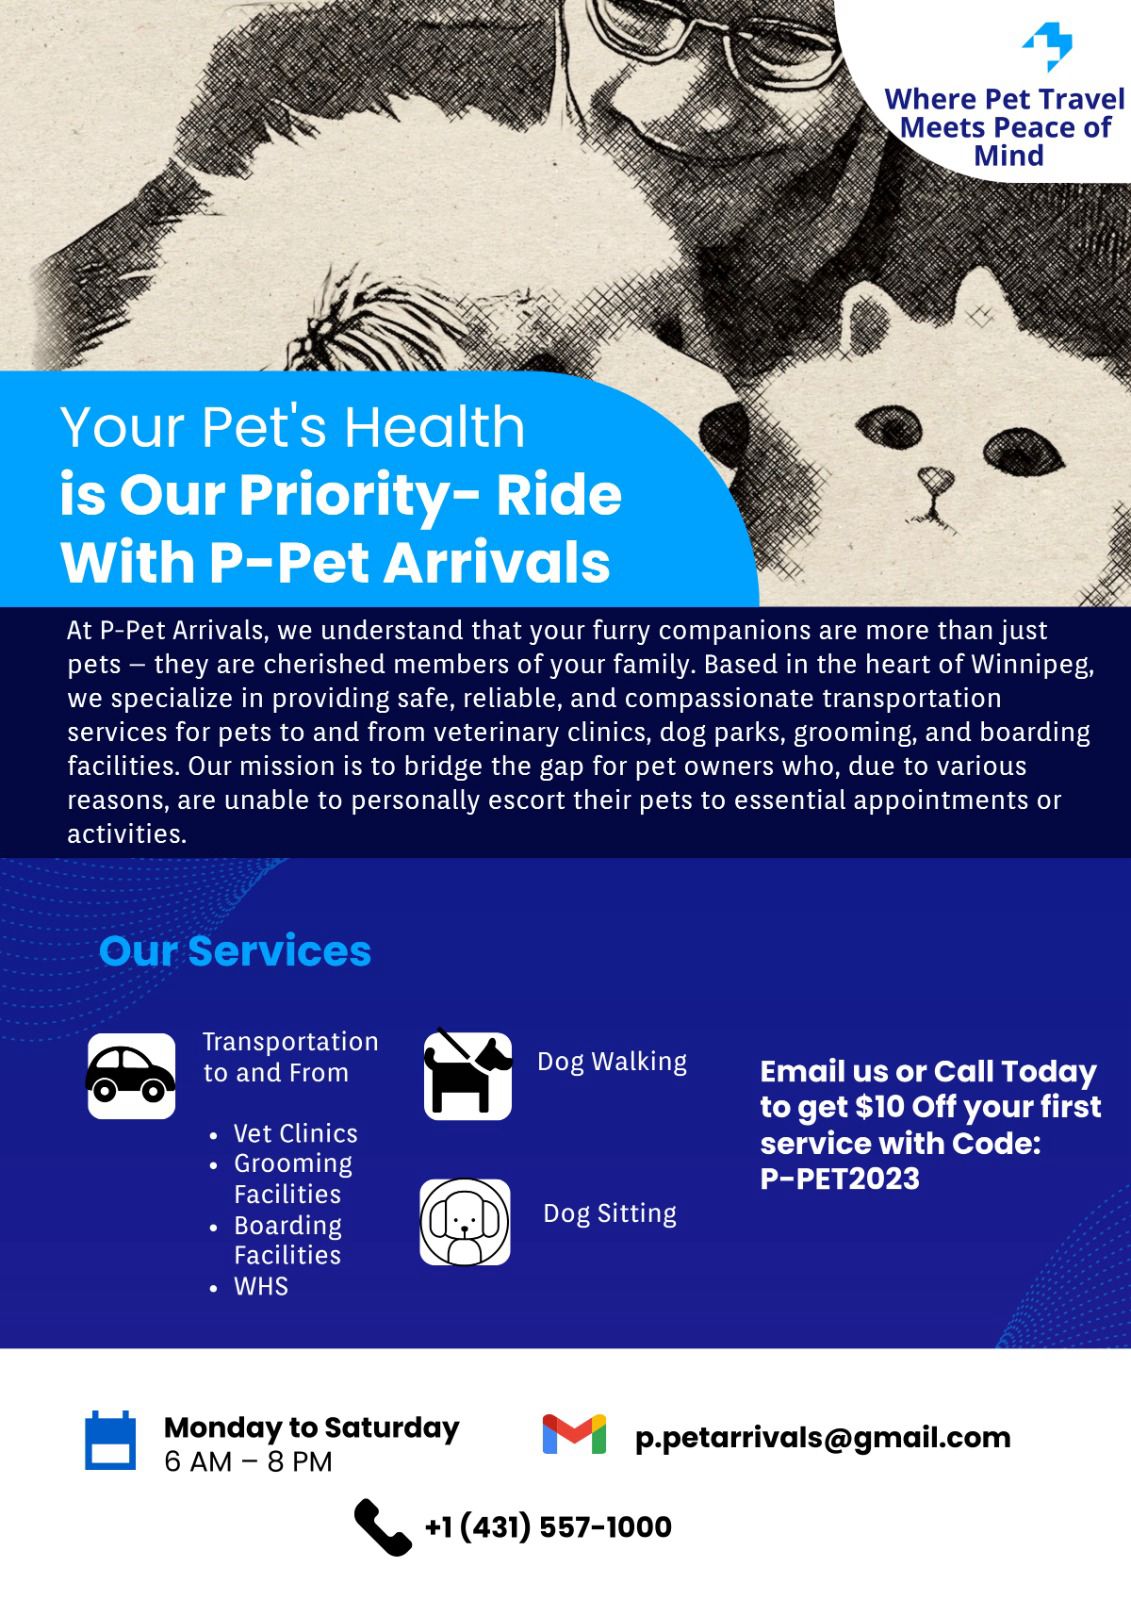 Where Pet Travel
Meets Peace of
Mind
Your Pet's Health
is Our Priority- Ride
With P-Pet Arrivals
At P-Pet Arrivals, we understand that your furry companions are more than just
pets – they are cherished members of your family. Based in the heart of Winnipeg,
we specialize in providing safe, reliable, and compassionate transportation
services for pets to and from veterinary clinics, dog parks, grooming, and boarding
facilities. Our mission is to bridge the gap for pet owners who, due to various
reasons, are unable to personally escort their pets to essential appointments or
activities.
Our Services
Transportation
to and From
• Vet Clinics
• Grooming
Facilities
• Boarding
Facilities
• WHS
Dog Walking
Dog Sitting
Email us or Call Today
to get $10 Off your first
service with Code:
P-PET2023
Monday to Saturday
6 AM – 8 PM
p.petarrivals@gmail.com
+1 (431) 557-1000